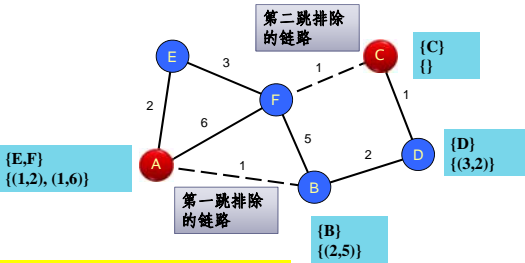 第二跳排除
的链路
{C}
{}
C
E
3
1
F
2
6
5
1
{D}
{(3,2)}
D
{E,F}
{(1,2), (1,6)}
A
1
2
B
第一跳排除
的链路
{B}
{(2,5)}